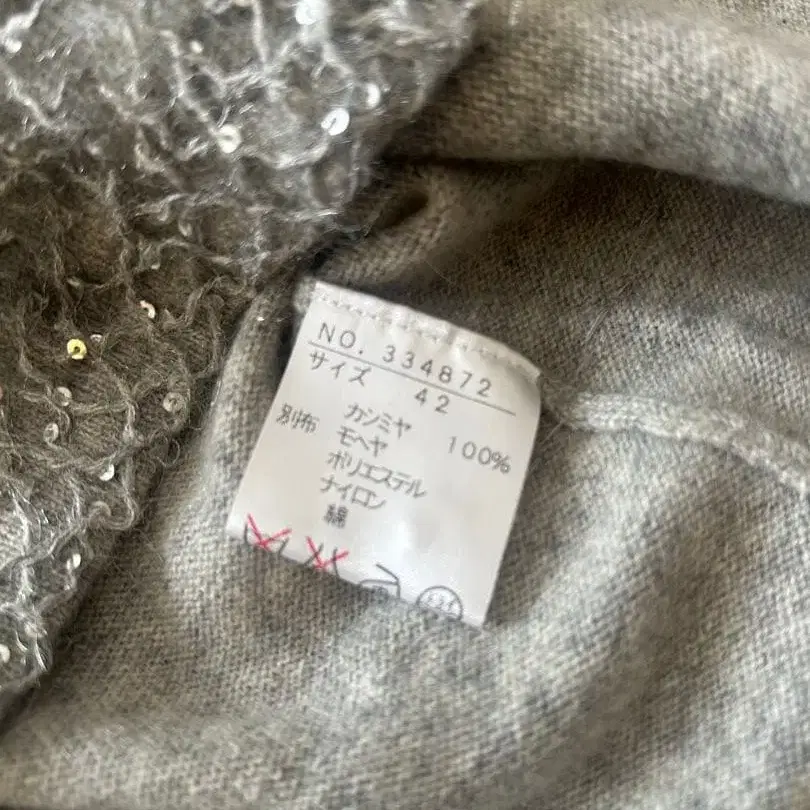 NO. 334872
サイズ 42
カシミヤ 100%
別布 モヘヤ
ポリエステル
ナイロン
綿